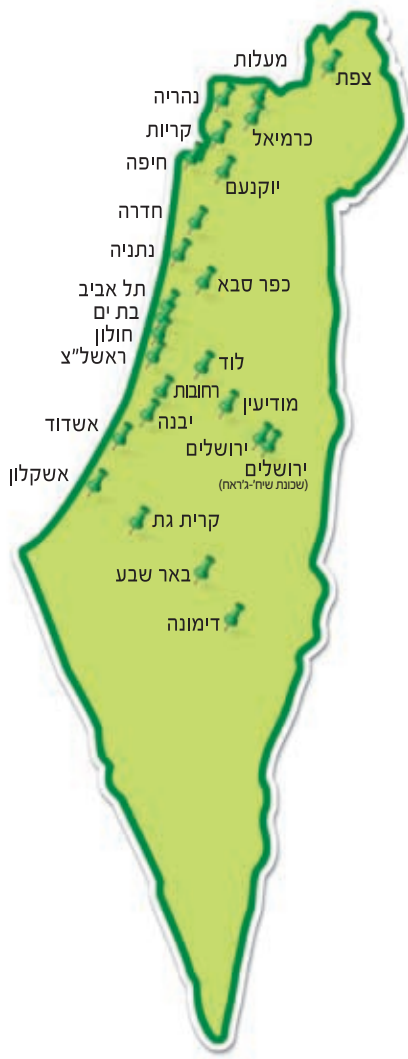 מעלות
צפת
נהריה
קריות
כרמיאל
חיפה
יוקנעם
חדרה
נתניה
כפר סבא
תל אביב
בת ים
חולון
ראשל"צ
לוד
רחובות
מודיעין
יבנה
אשדוד
ירושלים
ירושלים
(שכונת שיח'-ג'ראח)
אשקלון
קרית גת
באר שבע
דימונה